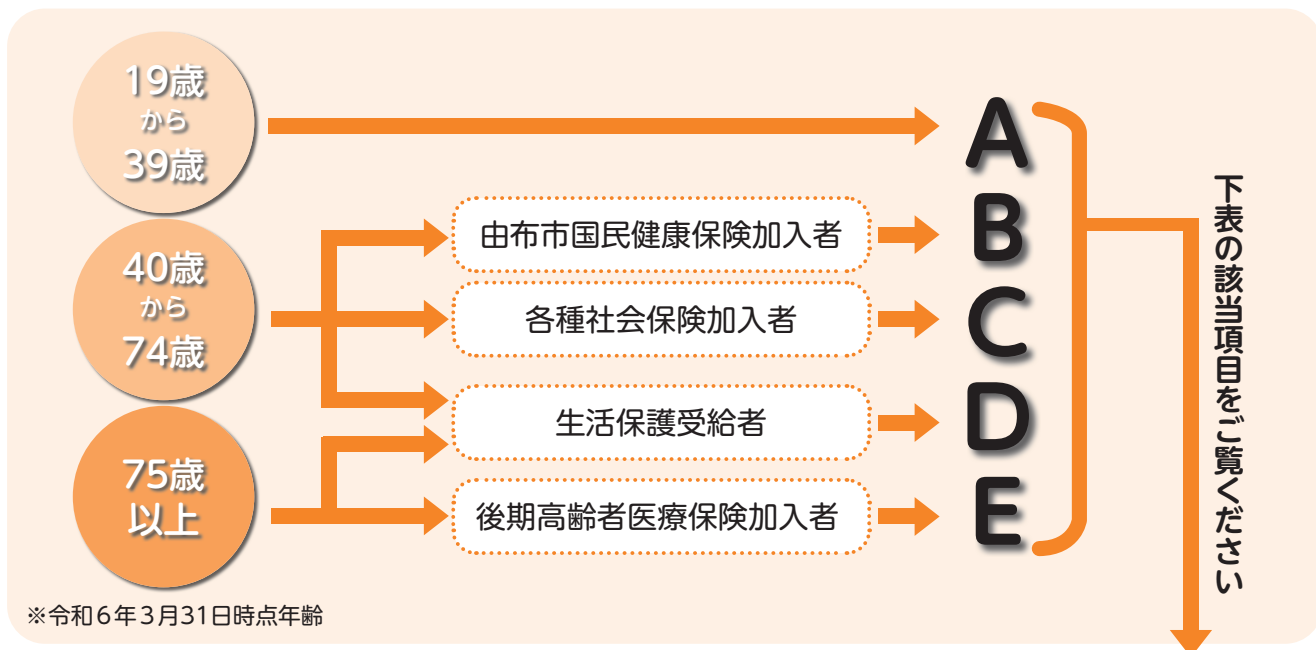 19歳
から
39歳
A
40歳
から
74歳
由布市国民健康保険加入者
B
各種社会保険加入者
C
生活保護受給者
D
75歳
以上
後期高齢者医療保険加入者
E
下表の該当項目をご覧ください
※令和6年3月31日時点年齢